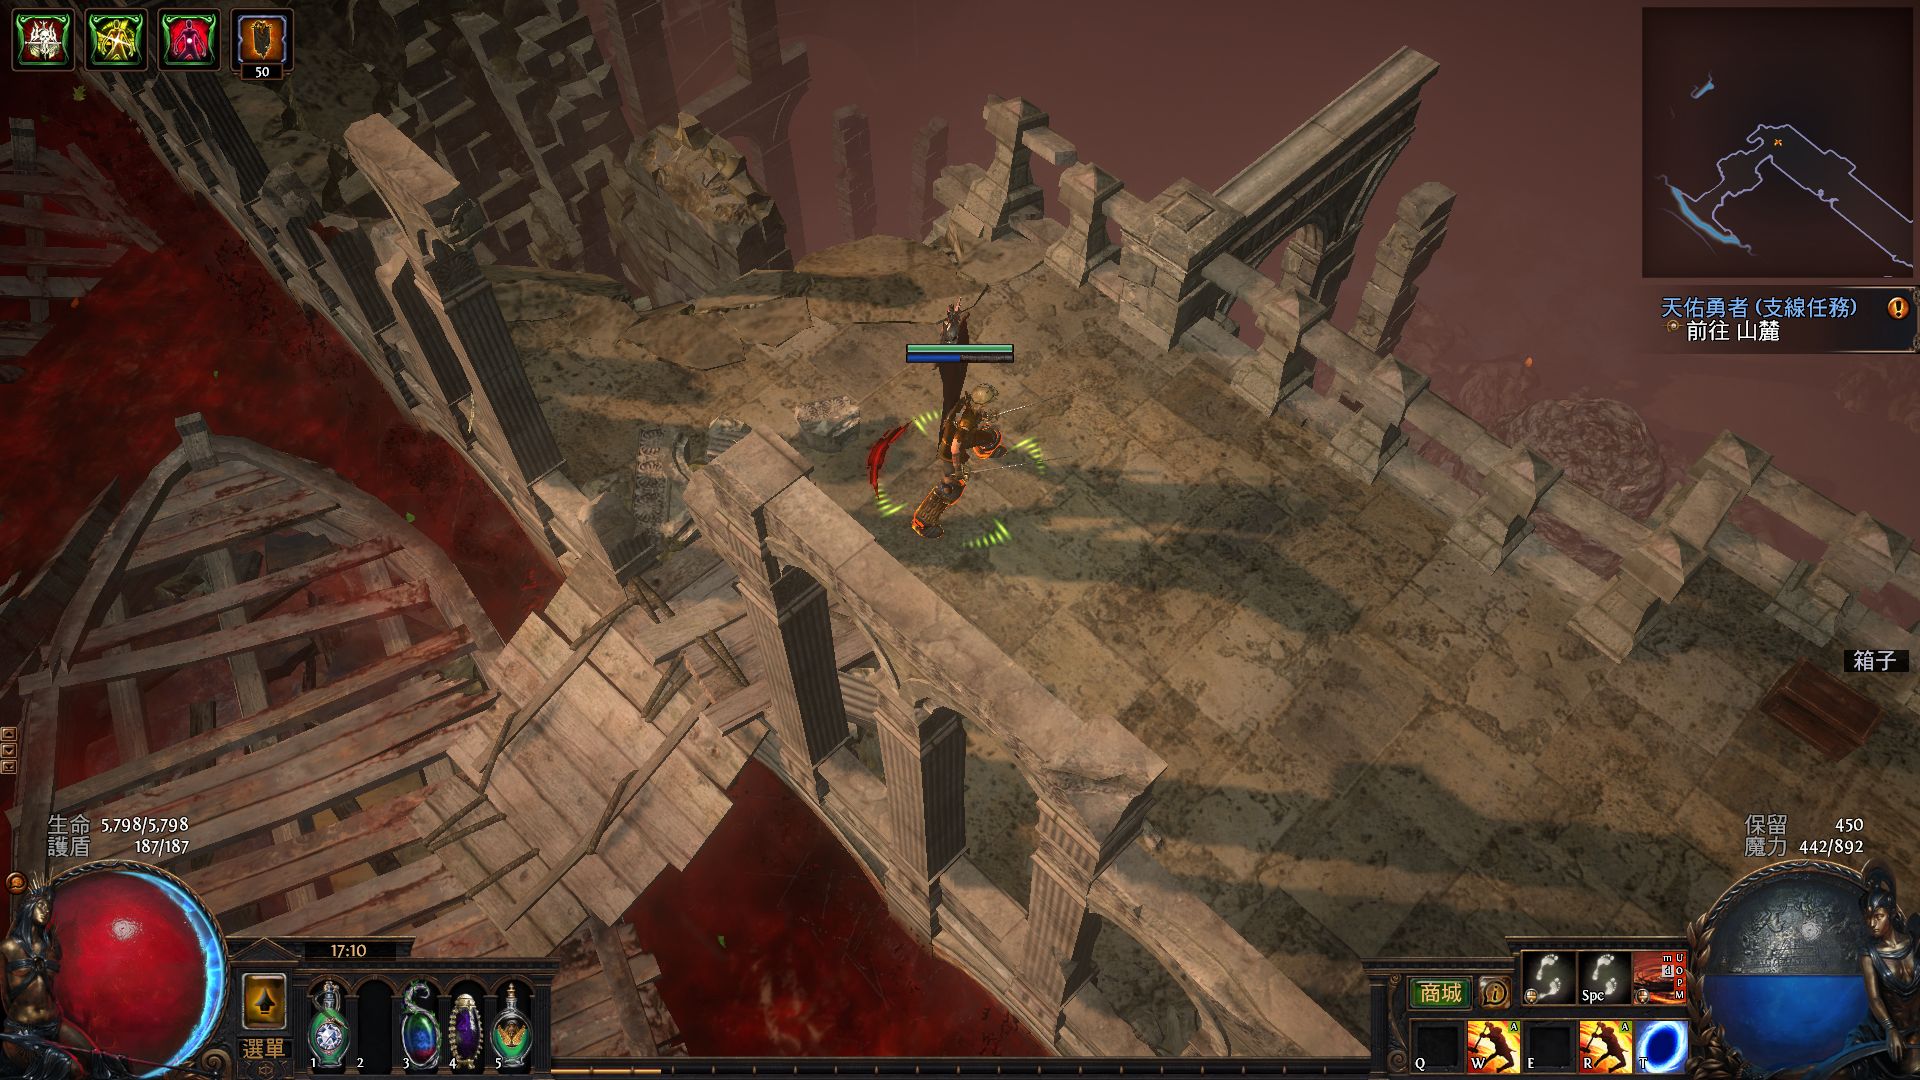 50
天佑勇者 (支線任務)
前往 山麓
箱子
生命 5,798/5,798
護盾 187/187
保留 450
魔力 442/892
17:10
選單
1 2 3 4 5
商城
Spc
m U
d O
P
M
Q W A E R A T